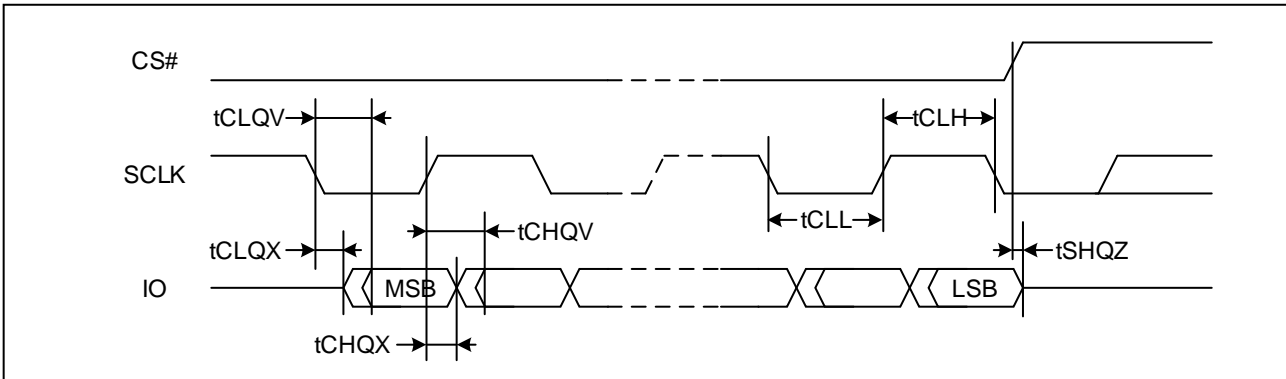 CS#
tCLQV
tCLH
SCLK
tCLL
tCHQV
tCLQX
tSHQZ
IO
MSB
LSB
tCHQX